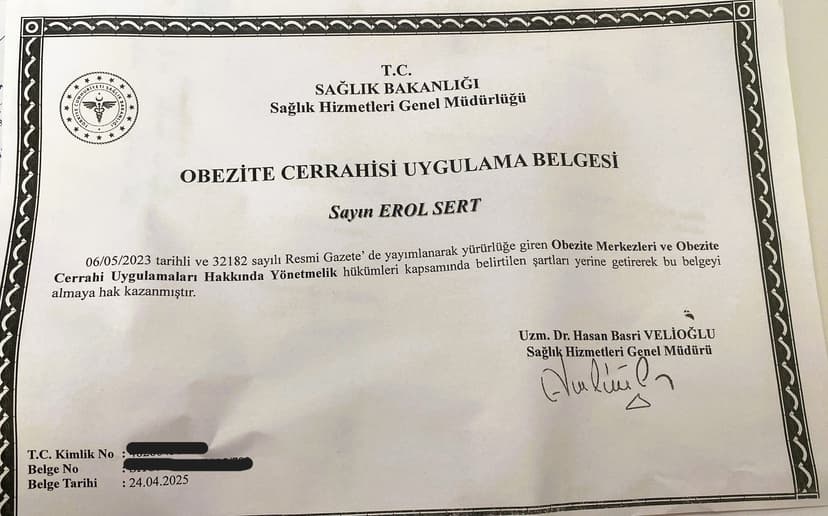 T.C.
SAĞLIK BAKANLIĞI
Sağlık Hizmetleri Genel Müdürlüğü
OBEZİTE CERRAHİSİ UYGULAMA BELGESİ
Sayın EROL SERT
06/05/2023 tarihli ve 32182 sayılı Resmi Gazete' de yayımlanarak yürürlüğe giren Obezite Merkezleri ve Obezite
Cerrahi Uygulamaları Hakkında Yönetmelik hükümleri kapsamında belirtilen şartları yerine getirerek bu belgeyi
almaya hak kazanmıştır.
Uzm. Dr. Hasan Basri VELİOĞLU
Sağlık Hizmetleri Genel Müdürü
T.C. Kimlik No :
Belge No :
Belge Tarihi : 24.04.2025